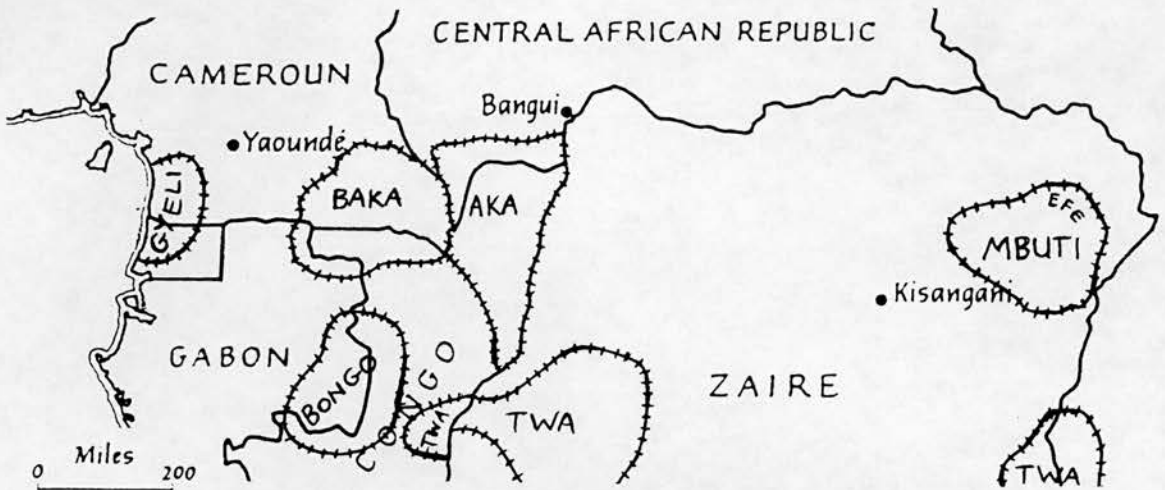 CENTRAL AFRICAN REPUBLIC
CAMEROUN
Bangui
Yaoundé
GYELI
BAKA
AKA
EFE
MBUTI
Kisangani
GABON
CONGO
BONGO
ZAIRE
TWA
TWA
TWA
Miles
0 200